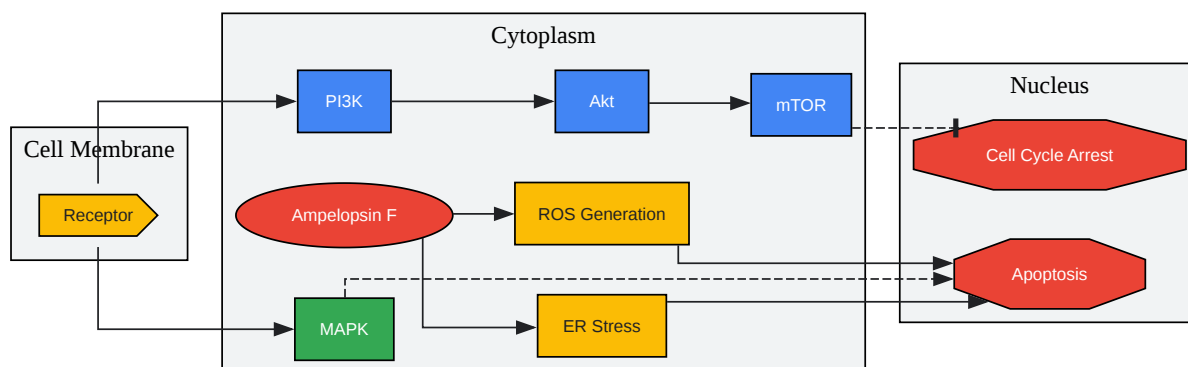 Cytoplasm
PI3K
Akt
mTOR
Nucleus
Cell Membrane
Cell Cycle Arrest
Receptor
Ampelopsin F
ROS Generation
Apoptosis
MAPK
ER Stress